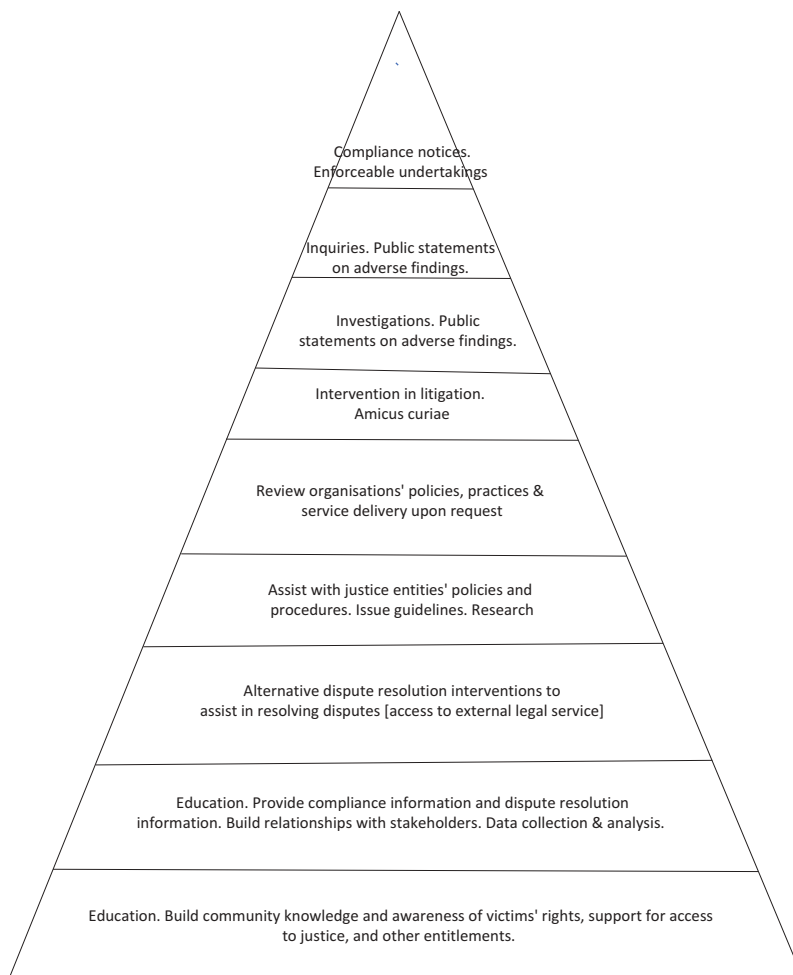 Compliance notices.
Enforceable undertakings
Inquiries. Public statements
on adverse findings.
Investigations. Public
statements on adverse findings.
Intervention in litigation.
Amicus curiae
Review organisations' policies, practices &
service delivery upon request
Assist with justice entities' policies and
procedures. Issue guidelines. Research
Alternative dispute resolution interventions to
assist in resolving disputes [access to external legal service]
Education. Provide compliance information and dispute resolution
information. Build relationships with stakeholders. Data collection & analysis.
Education. Build community knowledge and awareness of victims' rights, support for access
to justice, and other entitlements.